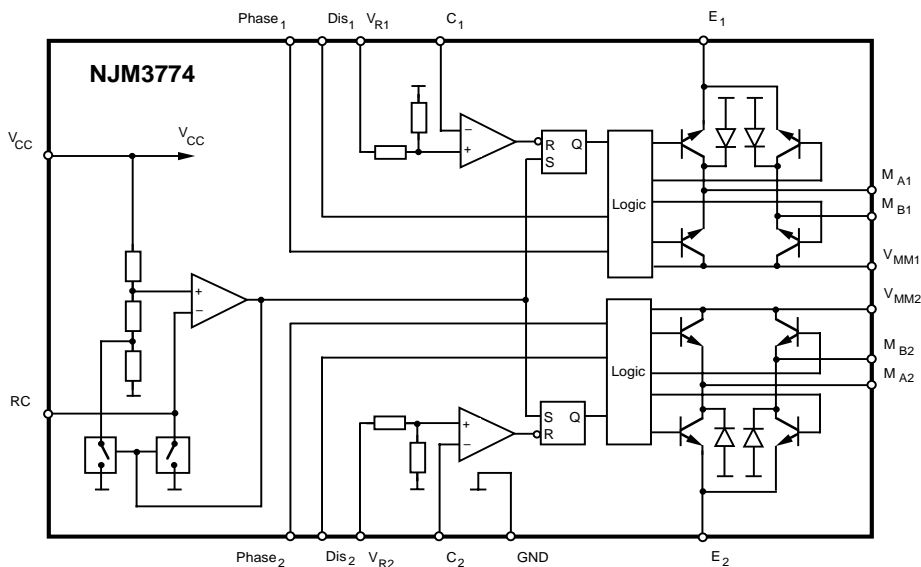 Phase1 Dis1 VR1 C1 E1
NJM3774
VCC VCC
− R Q
+ S
MA1
MB1
Logic
VMM1
+
−
VMM2
MB2
Logic
MA2
RC
+ S Q
− R
Phase2 Dis2 VR2 C2 GND E2